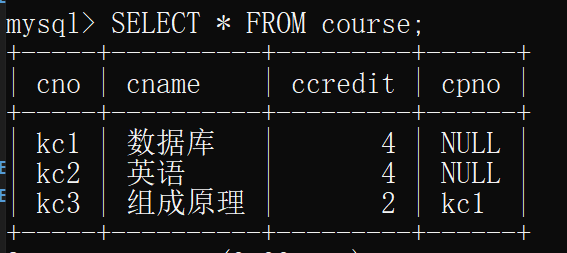 mysql> SELECT * FROM course;
+-----+----------+---------+------+
| cno | cname | ccredit | cpno |
+-----+----------+---------+------+
| kc1 | 数据库 | 4 | NULL |
| kc2 | 英语 | 4 | NULL |
| kc3 | 组成原理 | 2 | kc1 |
+-----+----------+---------+------+